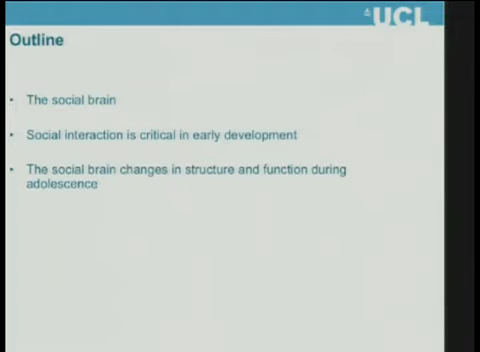 UCL
Outline
• The social brain
• Social interaction is critical in early development
• The social brain changes in structure and function during
adolescence